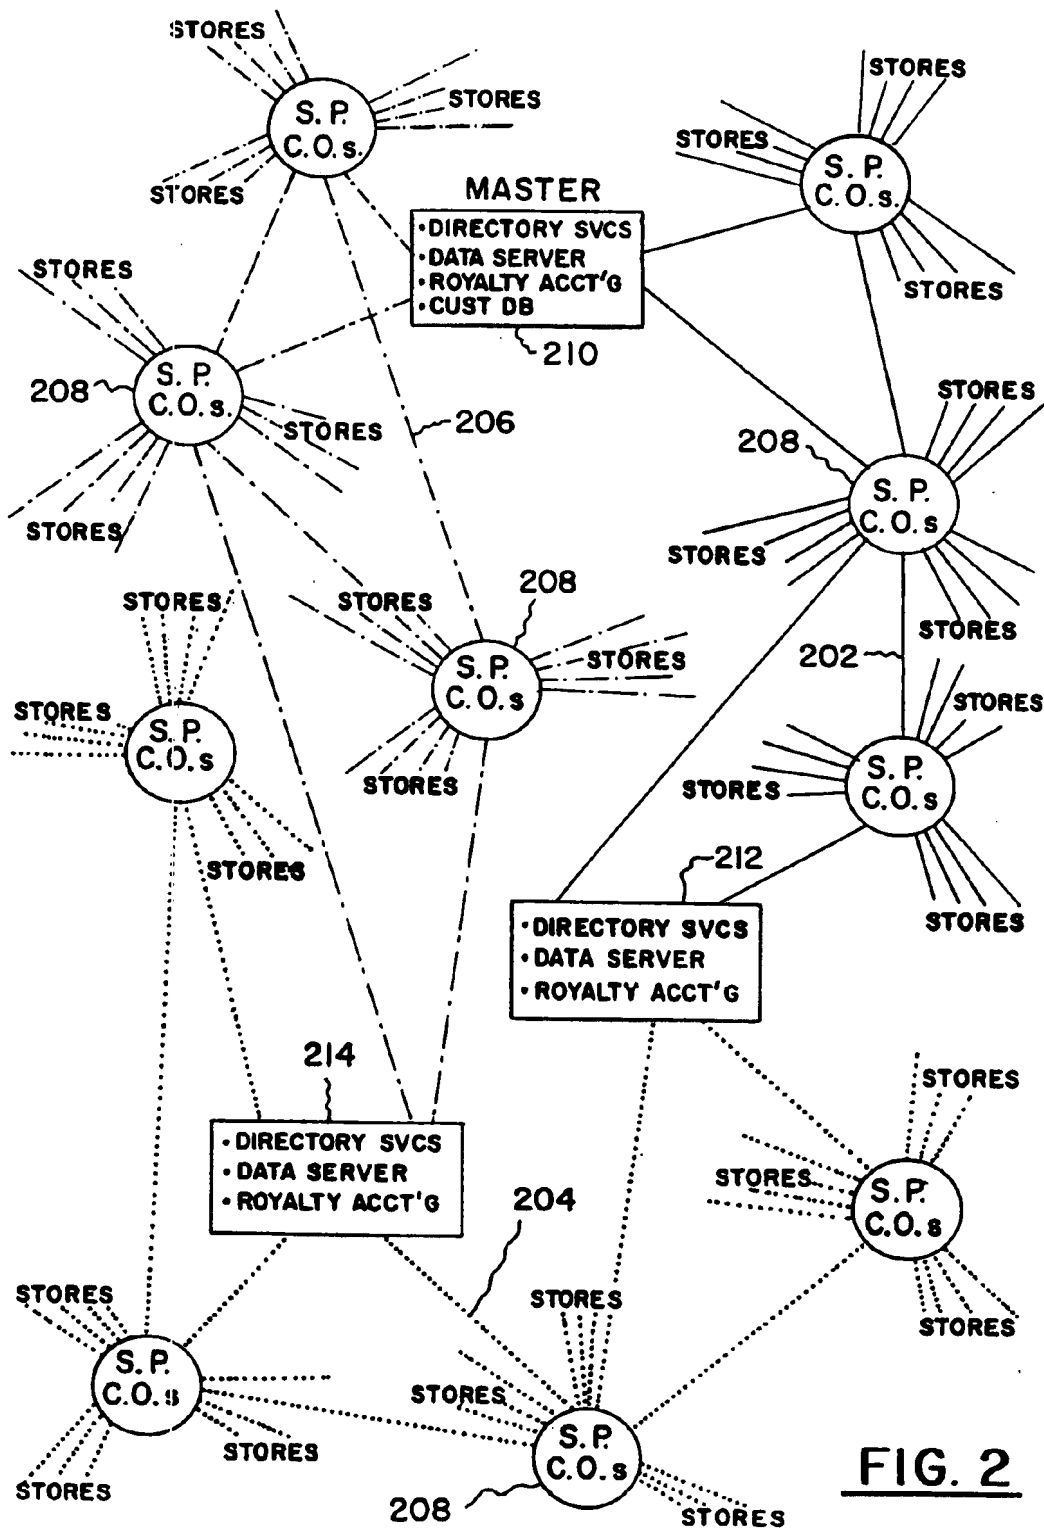 STORES
S. P.
C. O. s.
STORES
STORES
STORES
STORES
S. P.
C. O. s.
STORES
MASTER
• DIRECTORY SVCS
• DATA SERVER
• ROYALTY ACCT'G
• CUST DB
210
STORES
208
S. P.
C. O. s.
STORES
STORES
206
STORES
208
S. P.
C. O. s
STORES
STORES
202
STORES
STORES
S. P.
C. O. s
STORES
STORES
208
S. P.
C. O. s
STORES
STORES
STORES
S. P.
C. O. s
STORES
STORES
212
• DIRECTORY SVCS
• DATA SERVER
• ROYALTY ACCT'G
214
• DIRECTORY SVCS
• DATA SERVER
• ROYALTY ACCT'G
204
STORES
STORES
S. P.
C. O. s
STORES
STORES
S. P.
C. O. s
STORES
STORES
STORES
STORES
S. P.
C. O. s
208
STORES
FIG. 2